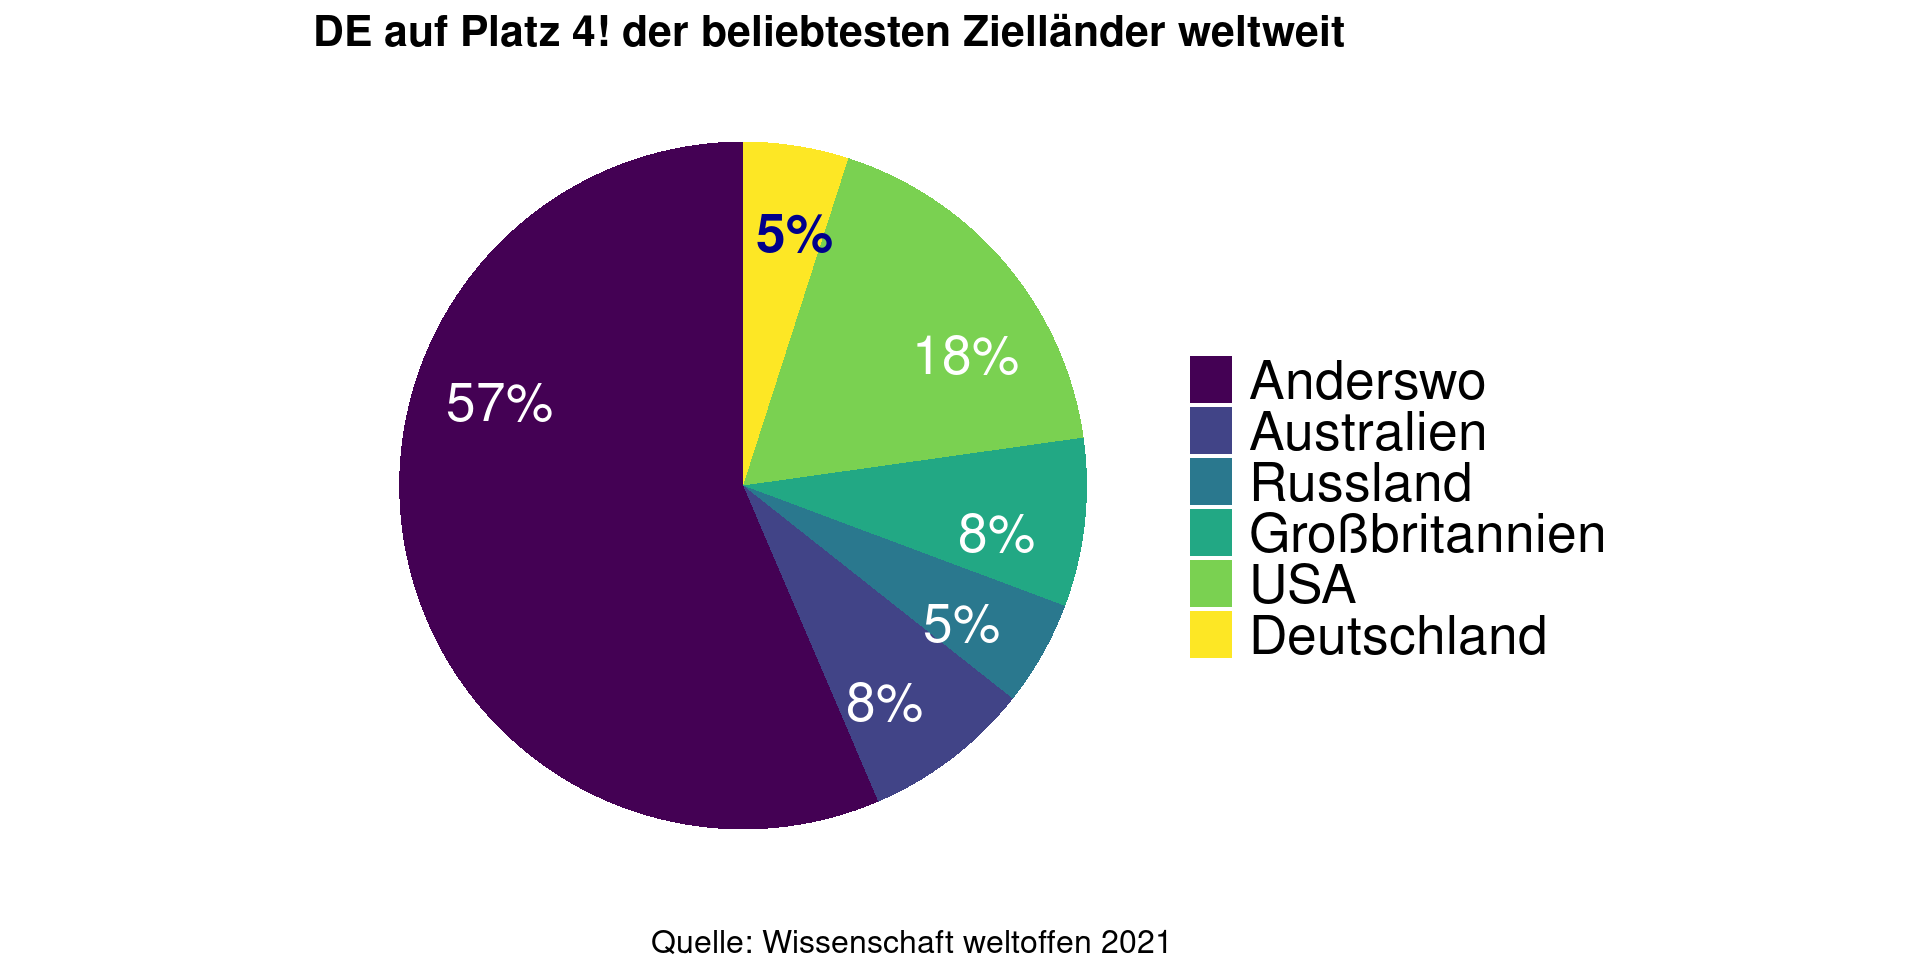 DE auf Platz 4! der beliebtesten Zielländer weltweit
5%
18%
57%
8%
5%
8%
Anderswo
Australien
Russland
Großbritannien
USA
Deutschland
Quelle: Wissenschaft weltoffen 2021